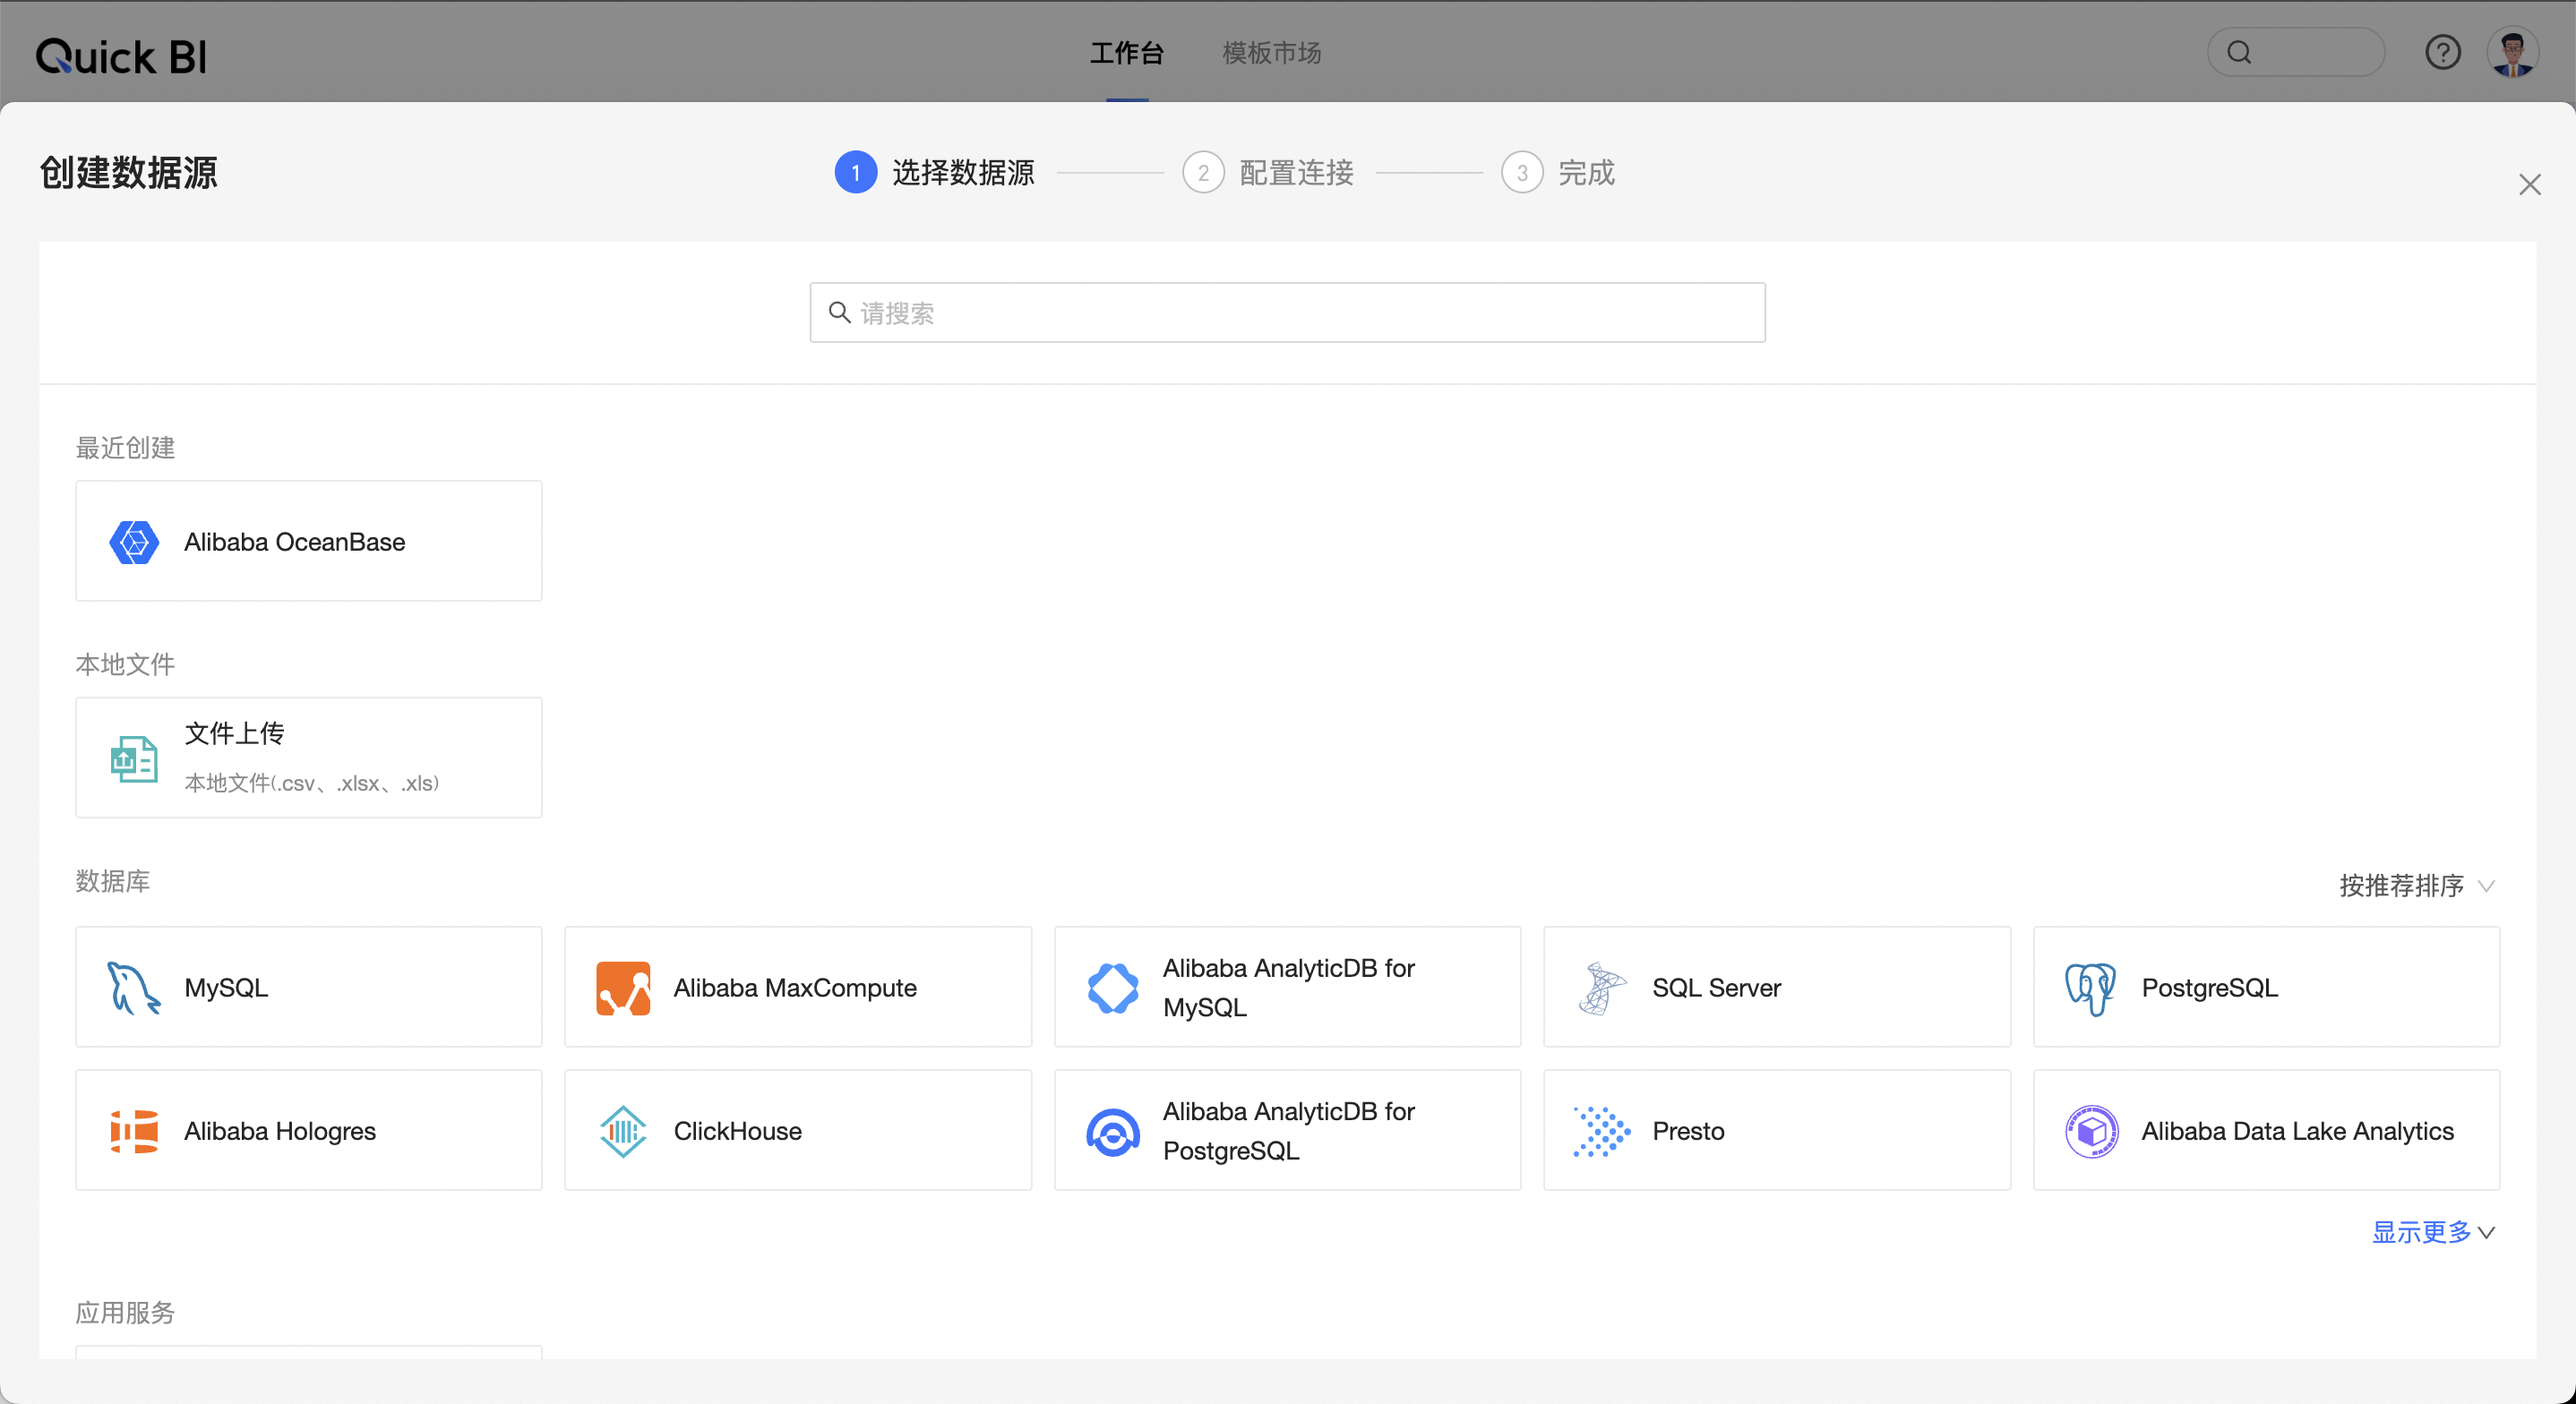 Quick BI
工作台
模板市场
创建数据源
1 选择数据源
2 配置连接
3 完成
请搜索
最近创建
Alibaba OceanBase
本地文件
文件上传
本地文件(.csv、.xlsx、.xls)
数据库
按推荐排序
MySQL
Alibaba MaxCompute
Alibaba AnalyticDB for
MySQL
SQL Server
PostgreSQL
Alibaba Hologres
ClickHouse
Alibaba AnalyticDB for
PostgreSQL
Presto
Alibaba Data Lake Analytics
显示更多
应用服务